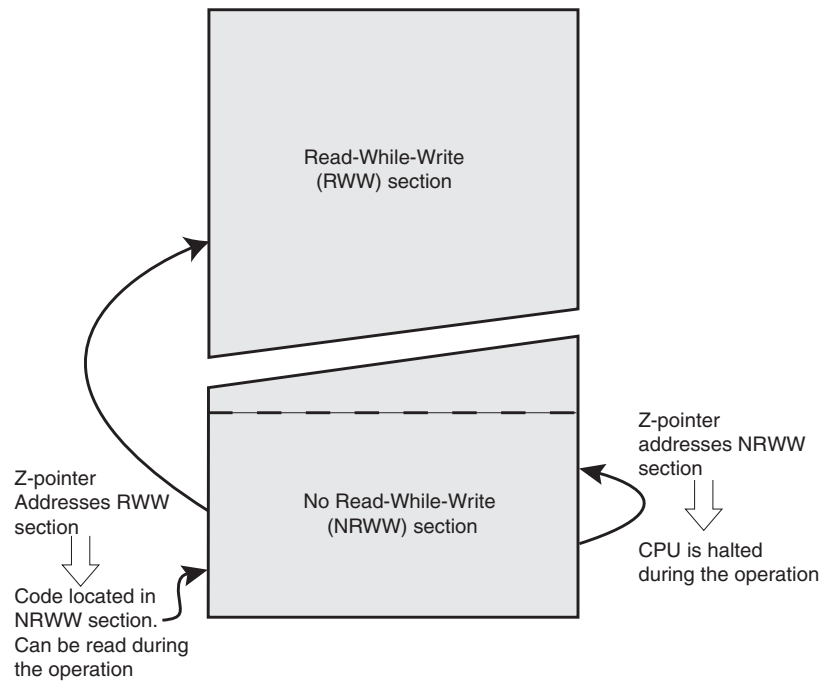 Read-While-Write
(RWW) section
Z-pointer
Addresses RWW
section
Code located in
NRWW section.
Can be read during
the operation
No Read-While-Write
(NRWW) section
Z-pointer
addresses NRWW
section
CPU is halted
during the operation